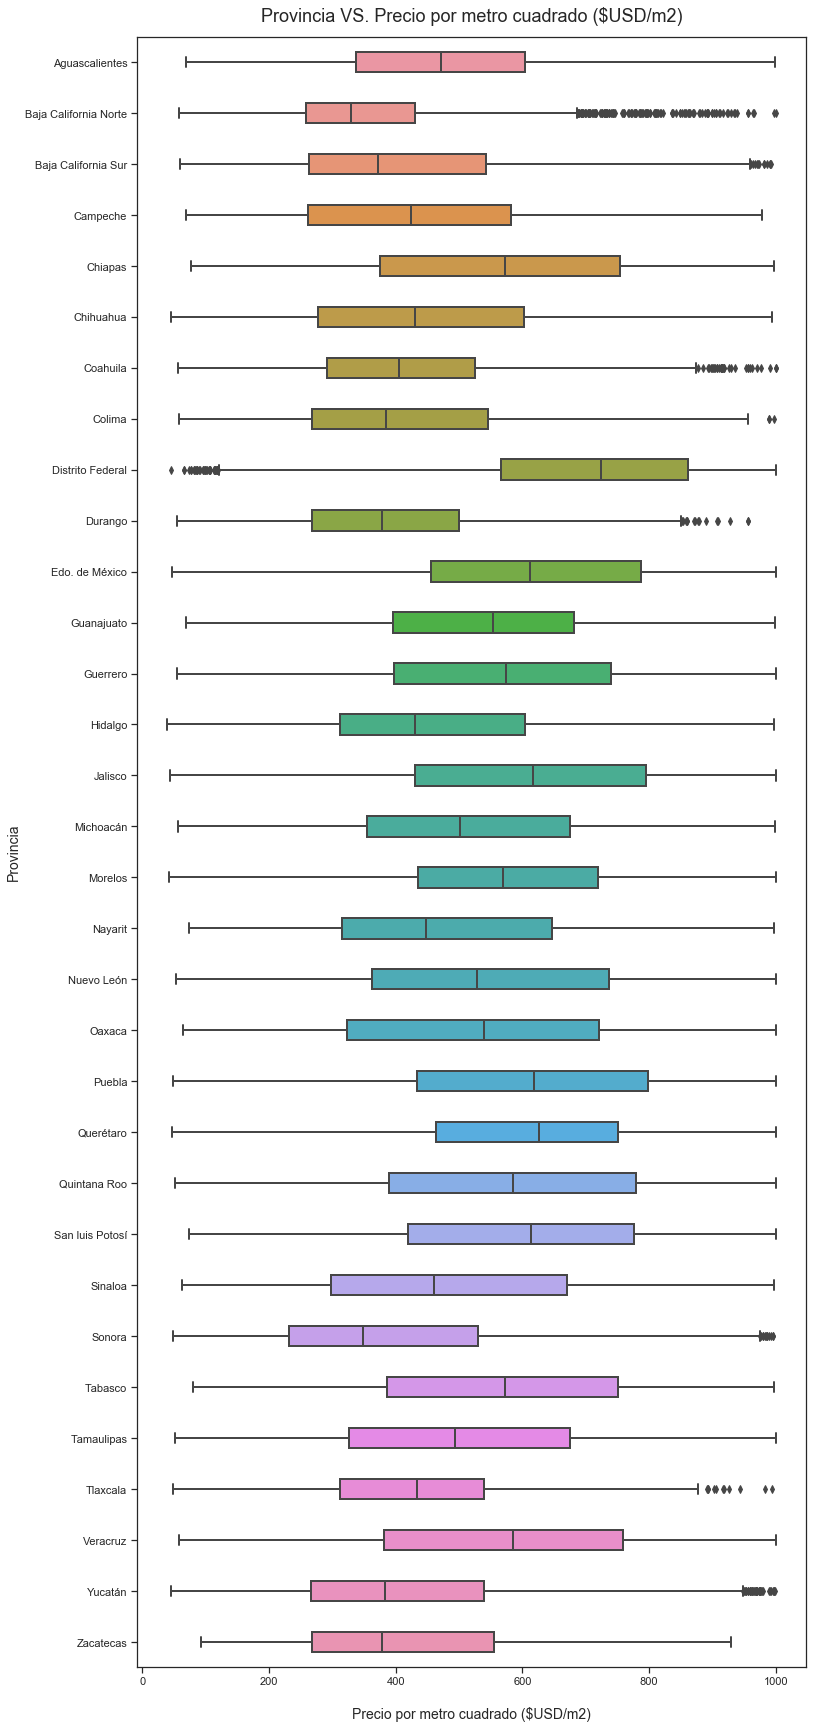 Provincia VS. Precio por metro cuadrado ($USD/m2)
Provincia
Aguascalientes
Baja California Norte
Baja California Sur
Campeche
Chiapas
Chihuahua
Coahuila
Colima
Distrito Federal
Durango
Edo. de México
Guanajuato
Guerrero
Hidalgo
Jalisco
Michoacán
Morelos
Nayarit
Nuevo León
Oaxaca
Puebla
Querétaro
Quintana Roo
San luis Potosí
Sinaloa
Sonora
Tabasco
Tamaulipas
Tlaxcala
Veracruz
Yucatán
Zacatecas
0 200 400 600 800 1000
Precio por metro cuadrado ($USD/m2)